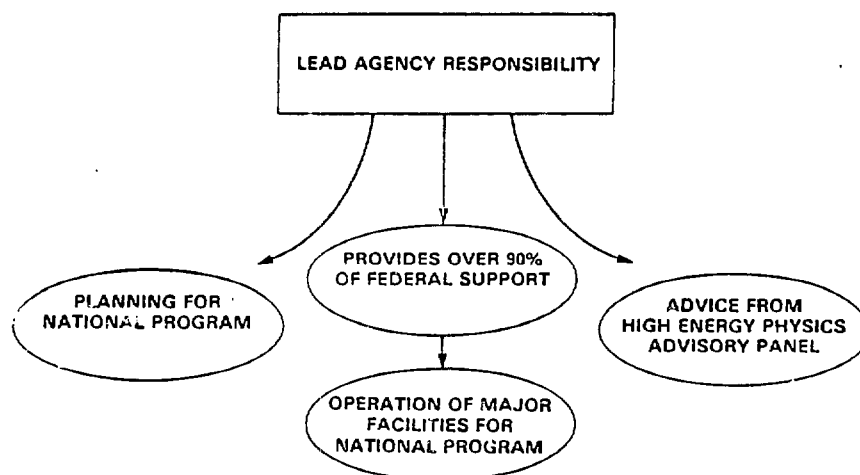 LEAD AGENCY RESPONSIBILITY
PROVIDES OVER 90%
OF FEDERAL SUPPORT
PLANNING FOR
NATIONAL PROGRAM
ADVICE FROM
HIGH ENERGY PHYSICS
ADVISORY PANEL
OPERATION OF MAJOR
FACILITIES FOR
NATIONAL PROGRAM